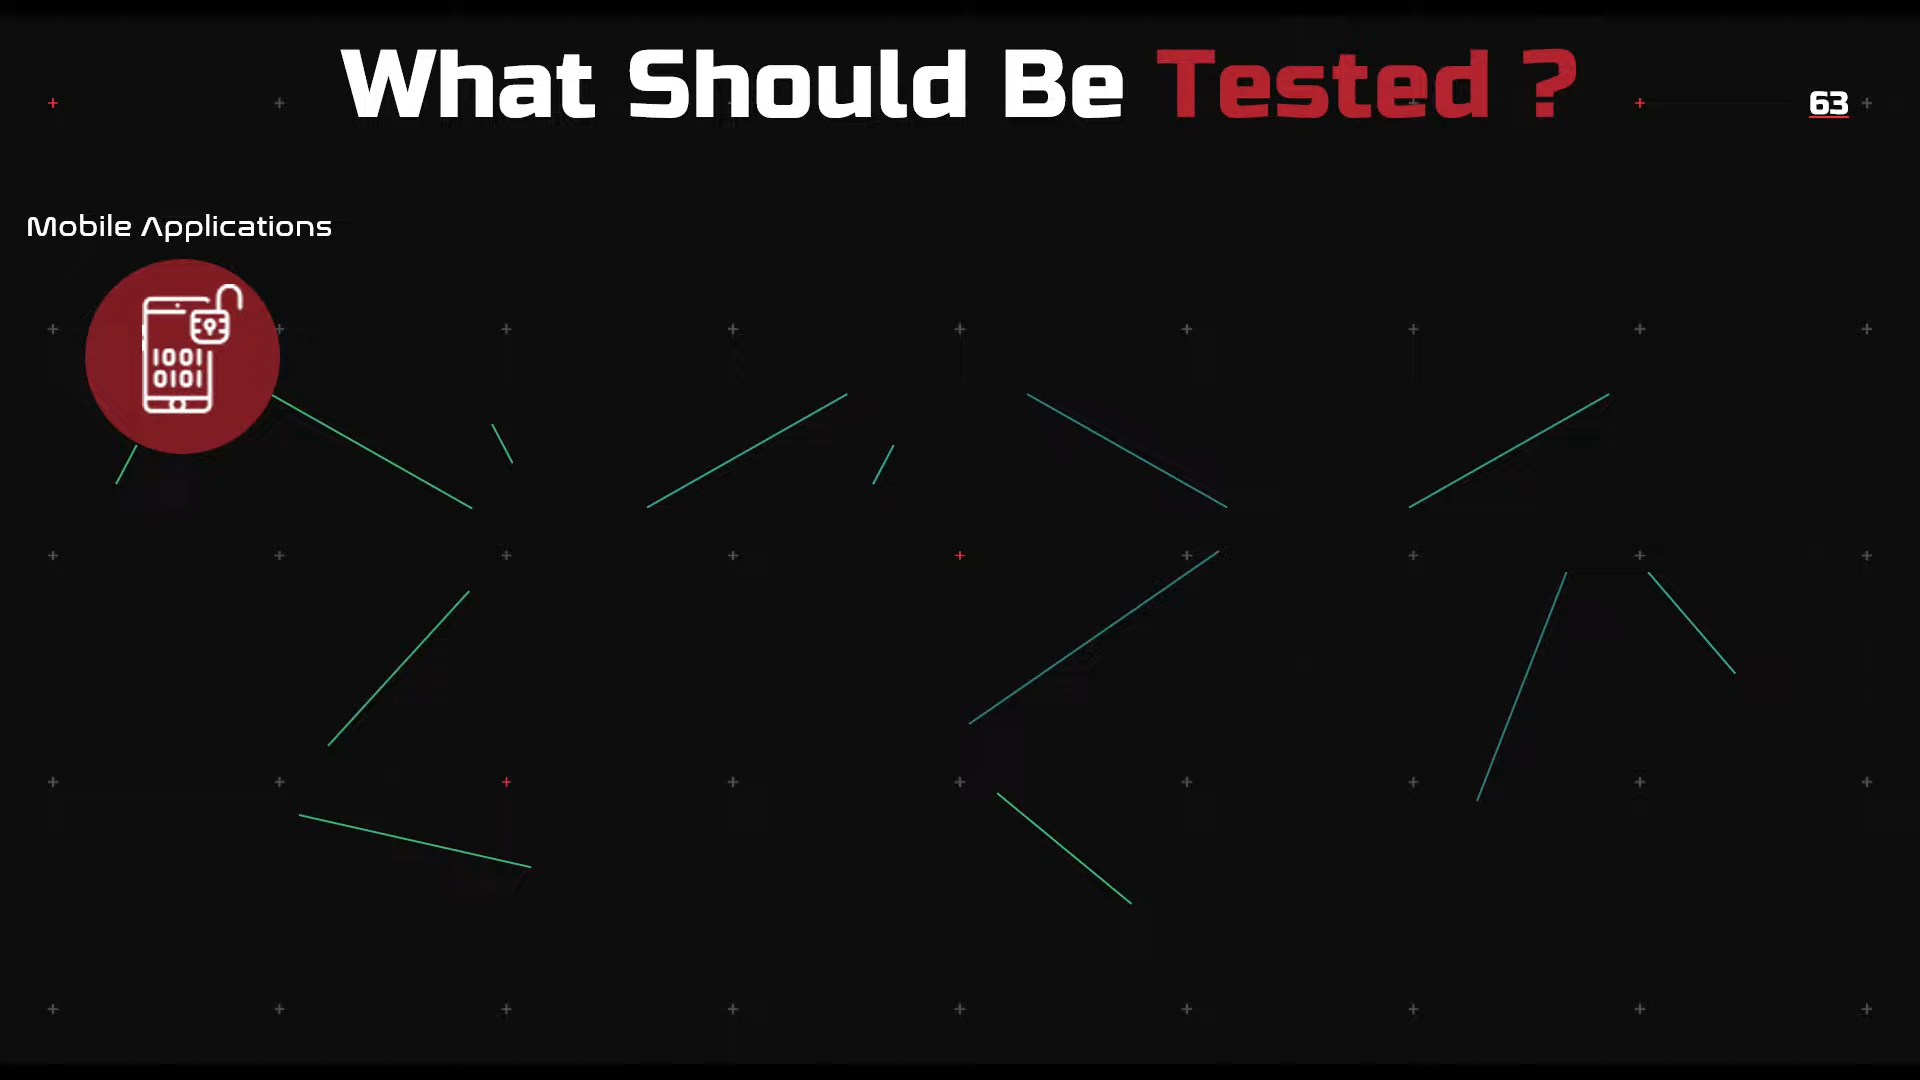 What Should Be Tested ?
63
Mobile Applications
1001
0101